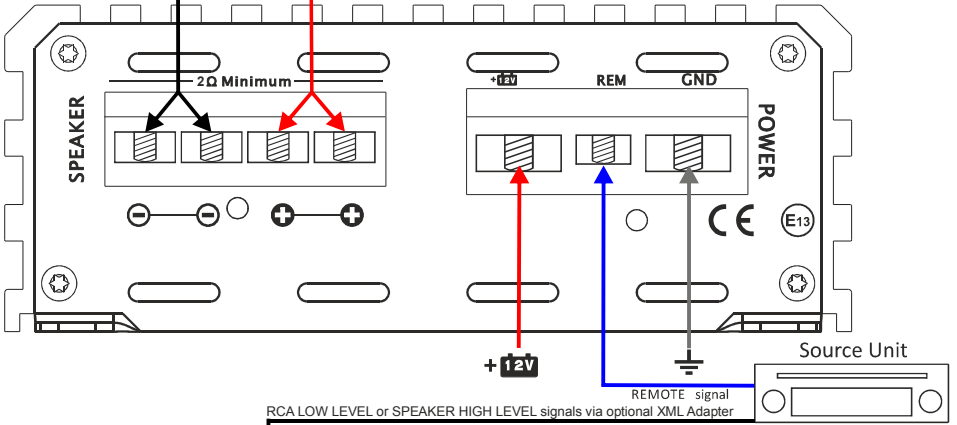 2Ω Minimum
+12V REM GND
SPEAKER
POWER
CE E13
+ 12V
Source Unit
REMOTE signal
RCA LOW LEVEL or SPEAKER HIGH LEVEL signals via optional XML Adapter